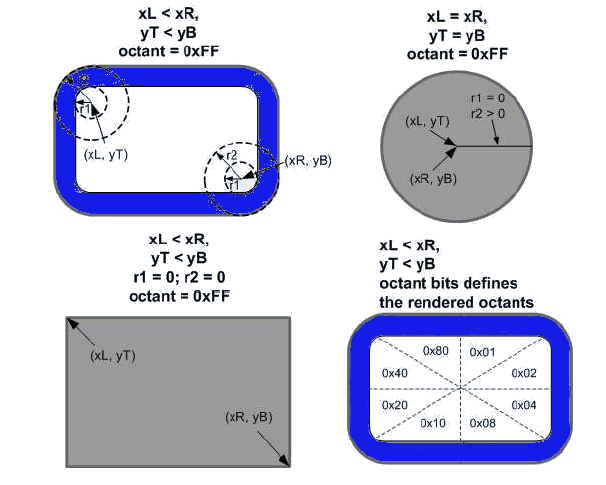 xL < xR,
yT < yB
octant = 0xFF
r2
r1
(xL, yT)
r2
r1
(xR, yB)
xL = xR,
yT = yB
octant = 0xFF
r1 = 0
r2 > 0
(xL, yT)
(xR, yB)
xL < xR,
yT < yB
r1 = 0; r2 = 0
octant = 0xFF
(xL, yT)
(xR, yB)
xL < xR,
yT < yB
octant bits defines
the rendered octants
0x80 0x01
0x40 0x02
0x20 0x04
0x10 0x08